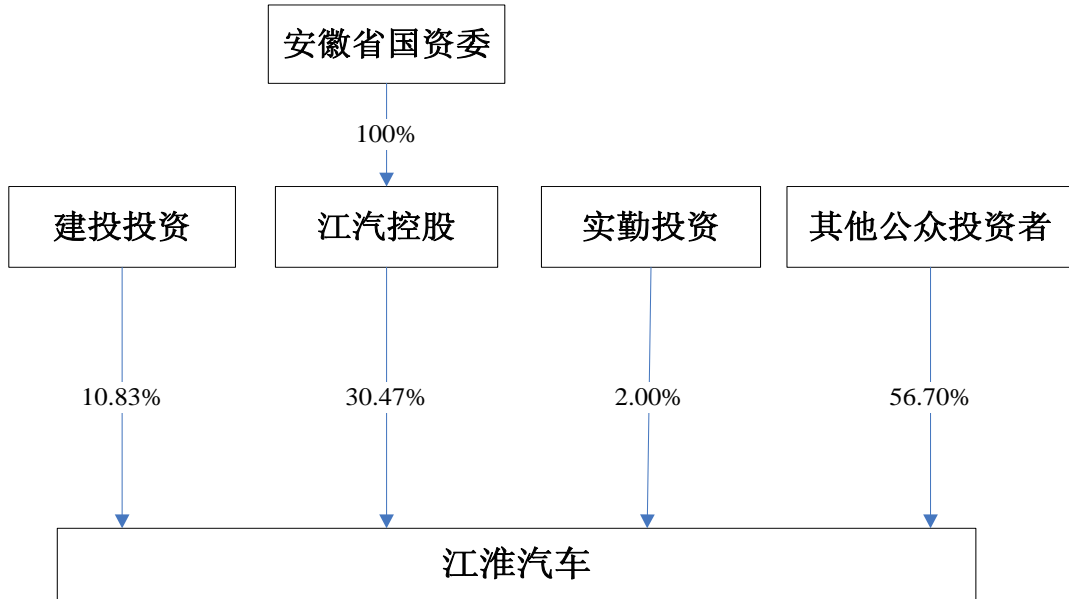 安徽省国资委
100%
建投投资
江汽控股
实勤投资
其他公众投资者
10.83%
30.47%
2.00%
56.70%
江淮汽车